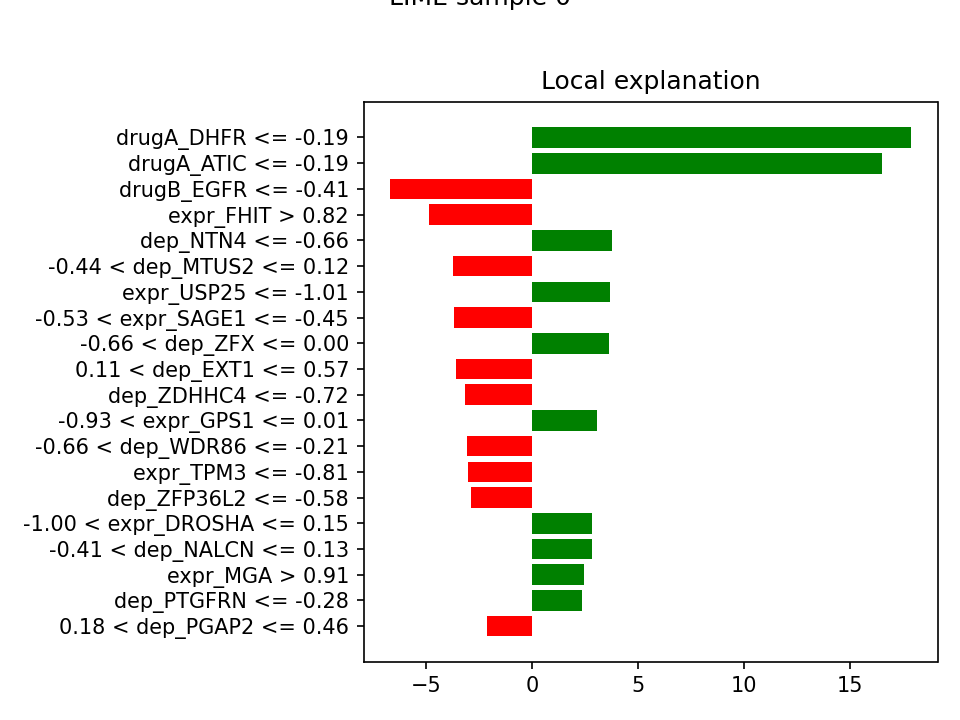 LIME sample 0
Local explanation
drugA_DHFR <= -0.19
drugA_ATIC <= -0.19
drugB_EGFR <= -0.41
expr_FHIT > 0.82
dep_NTN4 <= -0.66
-0.44 < dep_MTUS2 <= 0.12
expr_USP25 <= -1.01
-0.53 < expr_SAGE1 <= -0.45
-0.66 < dep_ZFX <= 0.00
0.11 < dep_EXT1 <= 0.57
dep_ZDHHC4 <= -0.72
-0.93 < expr_GPS1 <= 0.01
-0.66 < dep_WDR86 <= -0.21
expr_TPM3 <= -0.81
dep_ZFP36L2 <= -0.58
-1.00 < expr_DROSHA <= 0.15
-0.41 < dep_NALCN <= 0.13
expr_MGA > 0.91
dep_PTGFRN <= -0.28
0.18 < dep_PGAP2 <= 0.46
−5 0 5 10 15